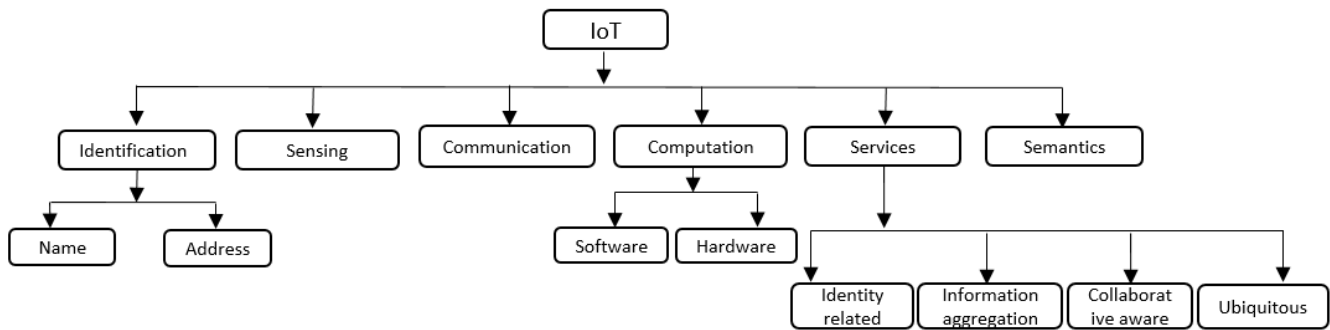 IoT
Identification
Sensing
Communication
Computation
Services
Semantics
Name
Address
Software
Hardware
Identity
related
Information
aggregation
Collaborat
ive aware
Ubiquitous